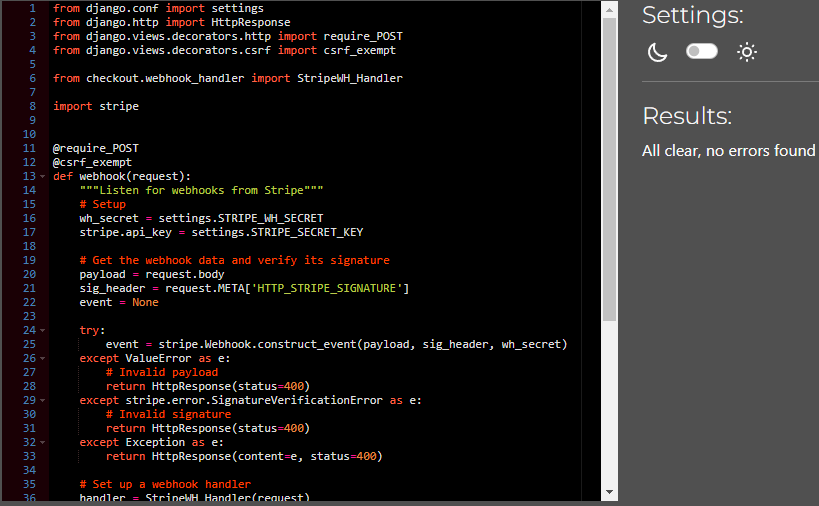 1 from django.conf import settings
2 from django.http import HttpResponse
3 from django.views.decorators.http import require_POST
4 from django.views.decorators.csrf import csrf_exempt
5
6 from checkout.webhook_handler import StripeWH_Handler
7
8 import stripe
9
10
11 @require_POST
12 @csrf_exempt
13 def webhook(request):
14     """Listen for webhooks from Stripe"""
15     # Setup
16     wh_secret = settings.STRIPE_WH_SECRET
17     stripe.api_key = settings.STRIPE_SECRET_KEY
18
19     # Get the webhook data and verify its signature
20     payload = request.body
21     sig_header = request.META['HTTP_STRIPE_SIGNATURE']
22     event = None
23
24     try:
25         event = stripe.Webhook.construct_event(payload, sig_header, wh_secret)
26     except ValueError as e:
27         # Invalid payload
28         return HttpResponse(status=400)
29     except stripe.error.SignatureVerificationError as e:
30         # Invalid signature
31         return HttpResponse(status=400)
32     except Exception as e:
33         return HttpResponse(content=e, status=400)
34
35     # Set up a webhook handler
36     handler = StripeWH_Handler(request)
Settings:
Results:
All clear, no errors found